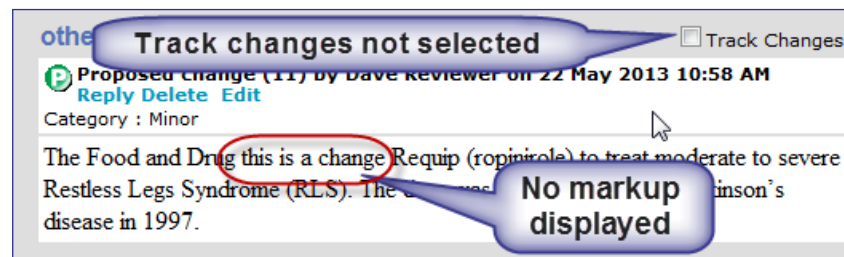 othe
Track changes not selected
Track Changes
Proposed change (11) by Dave Reviewer on 22 May 2013 10:58 AM
Reply Delete Edit
Category : Minor
The Food and Drug this is a change Requip (ropinirole) to treat moderate to severe
Restless Legs Syndrome (RLS). The
disease in 1997.
No markup
displayed